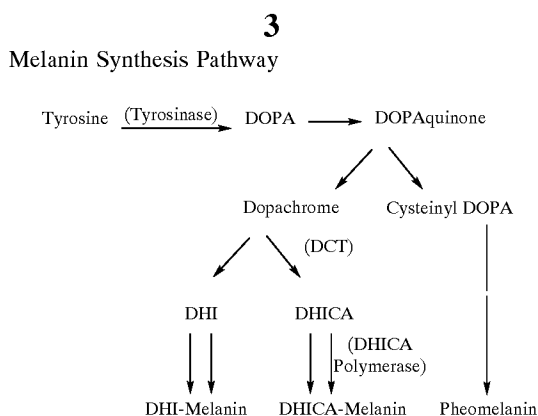 3
Melanin Synthesis Pathway
Tyrosine (Tyrosinase) DOPA DOPAquinone
Dopachrome Cysteinyl DOPA
(DCT)
DHI DHICA
(DHICA
Polymerase)
DHI-Melanin DHICA-Melanin Pheomelanin